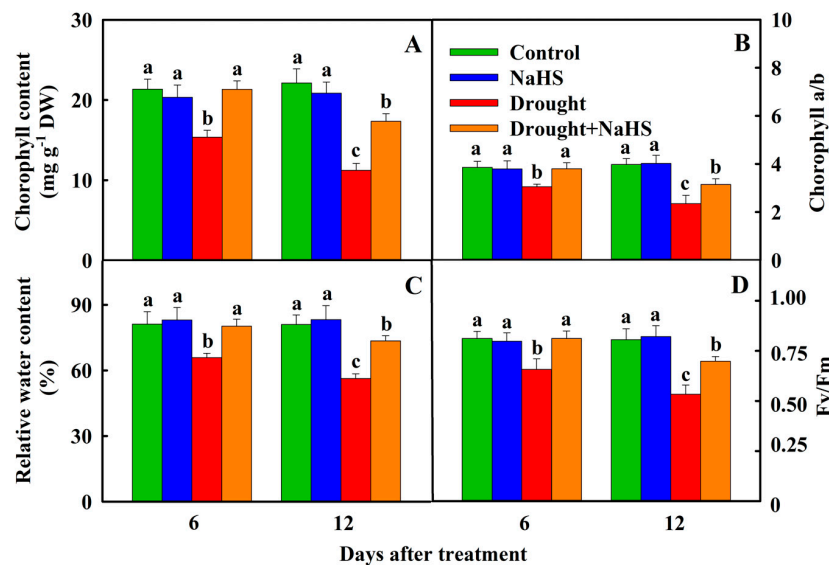 30
20
10
0
Chorophyll content
(mg g⁻¹ DW)
A
a a b a
a a c b
B
Control
NaHS
Drought
Drought+NaHS
a a b a
a a c b
10
8
6
4
2
0
Chorophyll a/b
90
60
30
0
Relative water content
(%)
C
a a b a
a a c b
6 12
D
a a b a
a a c b
6 12
1.00
0.75
0.50
0.25
0
Fv/Fm
Days after treatment